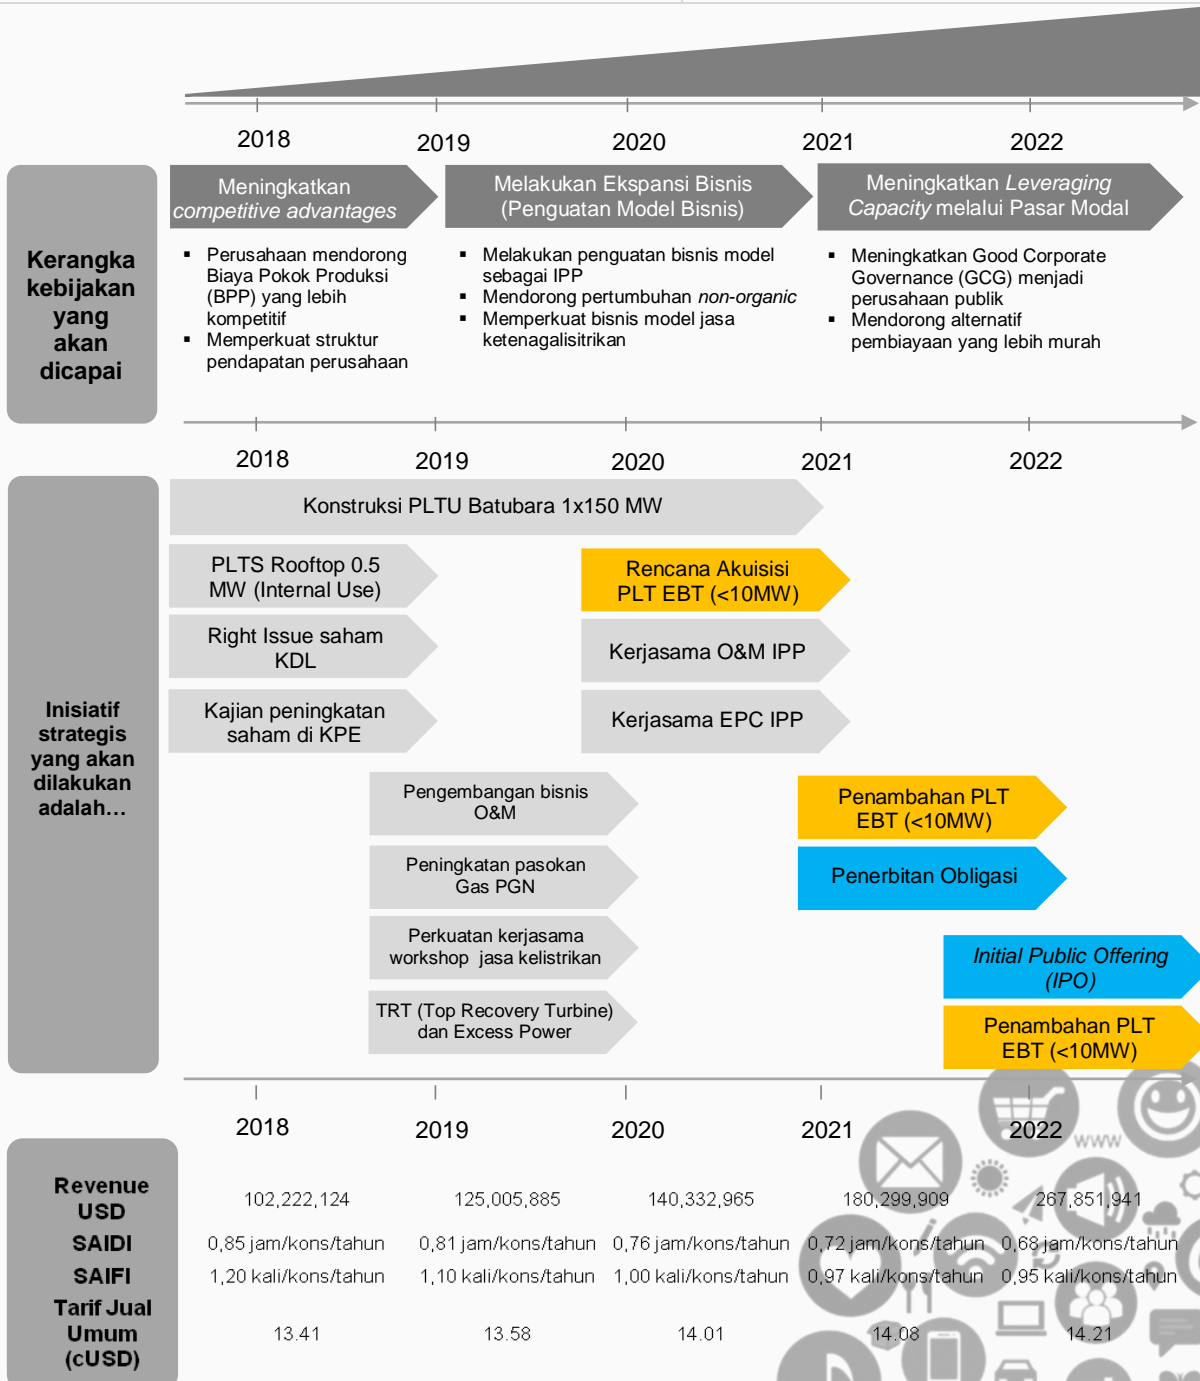 2018 2019 2020 2021 2022
Kerangka
kebijakan
yang
akan
dicapai
Meningkatkan
competitive advantages
▪ Perusahaan mendorong
Biaya Pokok Produksi
(BPP) yang lebih
kompetitif
▪ Memperkuat struktur
pendapatan perusahaan
Melakukan Ekspansi Bisnis
(Penguatan Model Bisnis)
▪ Melakukan penguatan bisnis model
sebagai IPP
▪ Mendorong pertumbuhan non-organic
▪ Memperkuat bisnis model jasa
ketenagalisitrikan
Meningkatkan Leveraging
Capacity melalui Pasar Modal
▪ Meningkatkan Good Corporate
Governance (GCG) menjadi
perusahaan publik
▪ Mendorong alternatif
pembiayaan yang lebih murah
2018 2019 2020 2021 2022
Inisiatif
strategis
yang akan
dilakukan
adalah…
Konstruksi PLTU Batubara 1x150 MW
PLTS Rooftop 0.5
MW (Internal Use)
Right Issue saham
KDL
Kajian peningkatan
saham di KPE
Rencana Akuisisi
PLT EBT (<10MW)
Kerjasama O&M IPP
Kerjasama EPC IPP
Pengembangan bisnis
O&M
Peningkatan pasokan
Gas PGN
Perkuatan kerjasama
workshop jasa kelistrikan
TRT (Top Recovery Turbine)
dan Excess Power
Penambahan PLT
EBT (<10MW)
Penerbitan Obligasi
Initial Public Offering
(IPO)
Penambahan PLT
EBT (<10MW)
2018 2019 2020 2021 2022
www
Revenue
USD
102,222,124 125,005,885 140,332,965 180,299,909 267,851,941
SAIDI 0,85 jam/kons/tahun 0,81 jam/kons/tahun 0,76 jam/kons/tahun 0,72 jam/kons/tahun 0,68 jam/kons/tahun
SAIFI 1,20 kali/kons/tahun 1,10 kali/kons/tahun 1,00 kali/kons/tahun 0,97 kali/kons/tahun 0,95 kali/kons/tahun
Tarif Jual
Umum
(cUSD)
13.41 13.58 14.01 14.08 14.21